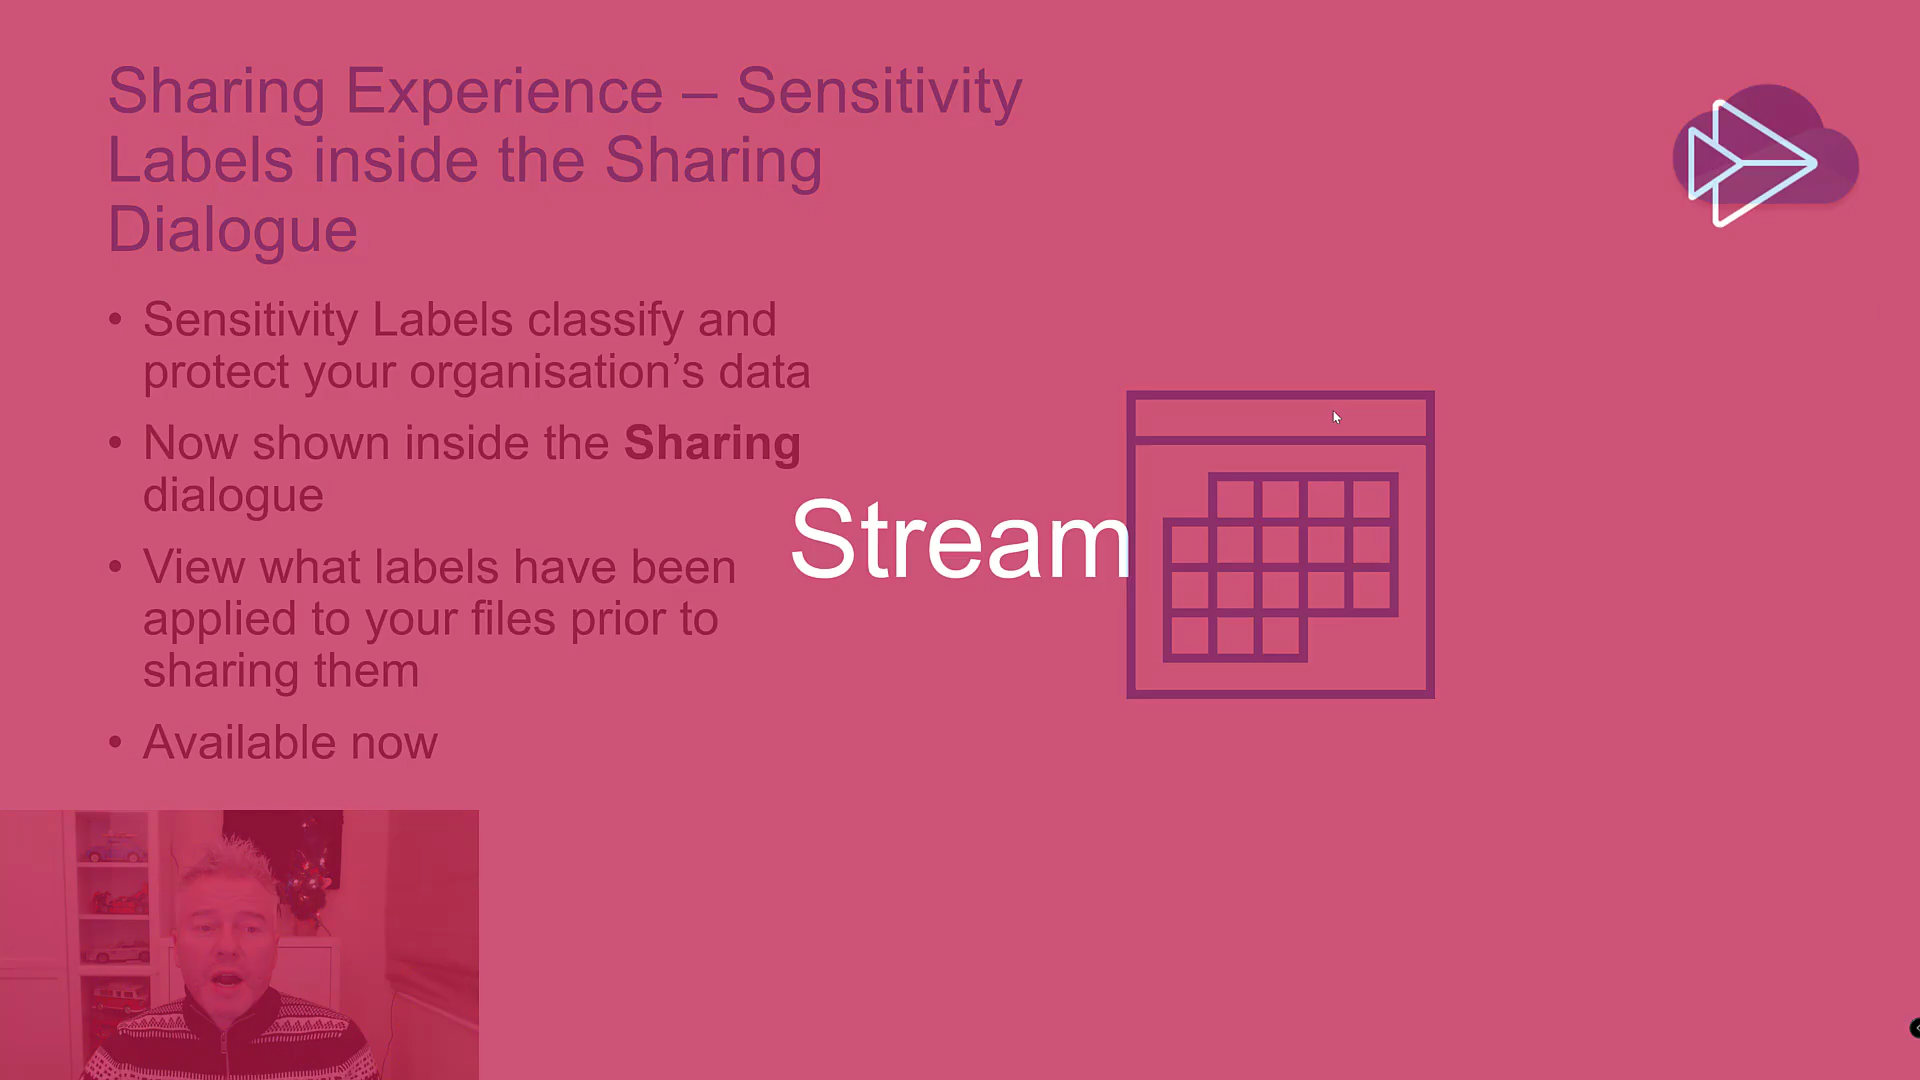 Sharing Experience – Sensitivity
Labels inside the Sharing
Dialogue
• Sensitivity Labels classify and
protect your organisation’s data
• Now shown inside the Sharing
dialogue
• View what labels have been
applied to your files prior to
sharing them
• Available now
Stream